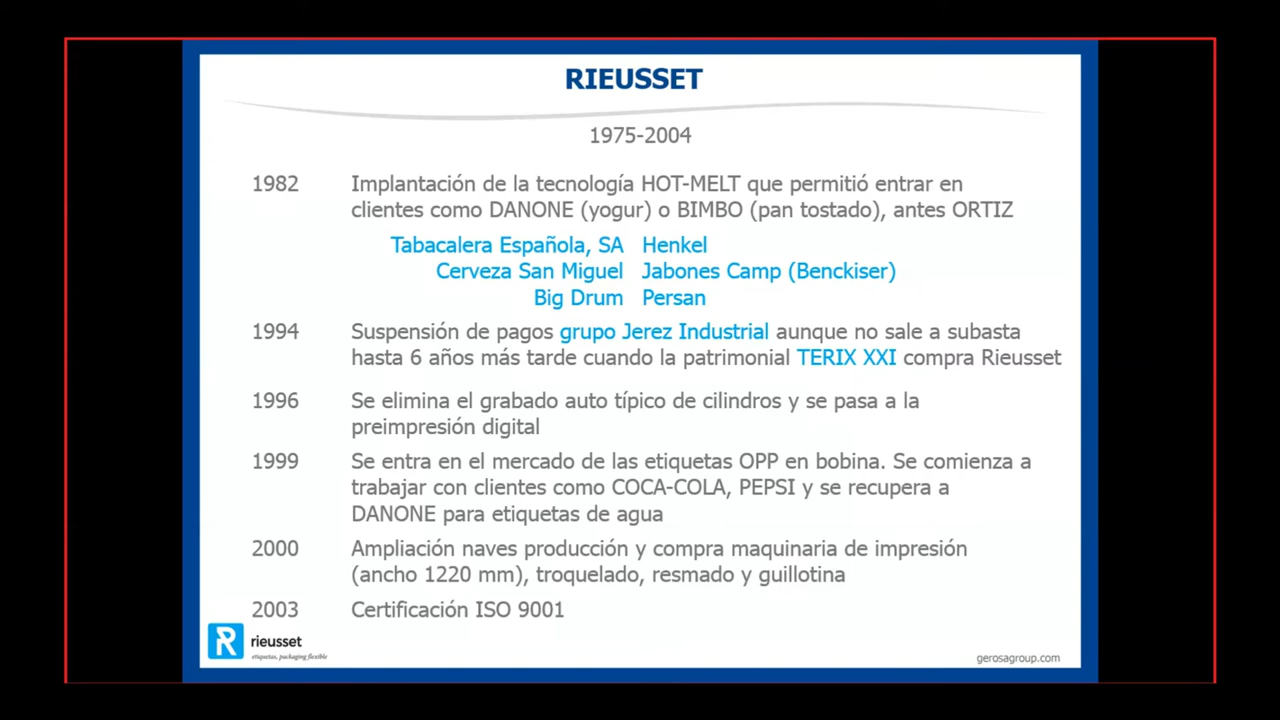 RIEUSSET
1975-2004
1982 Implantación de la tecnología HOT-MELT que permitió entrar en
clientes como DANONE (yogur) o BIMBO (pan tostado), antes ORTIZ
Tabacalera Española, SA Henkel
Cerveza San Miguel Jabones Camp (Benckiser)
Big Drum Persan
1994 Suspensión de pagos grupo Jerez Industrial aunque no sale a subasta
hasta 6 años más tarde cuando la patrimonial TERIX XXI compra Rieusset
1996 Se elimina el grabado auto típico de cilindros y se pasa a la
preimpresión digital
1999 Se entra en el mercado de las etiquetas OPP en bobina. Se comienza a
trabajar con clientes como COCA-COLA, PEPSI y se recupera a
DANONE para etiquetas de agua
2000 Ampliación naves producción y compra maquinaria de impresión
(ancho 1220 mm), troquelado, resmado y guillotina
2003 Certificación ISO 9001
R rieusset
etiquetas, packaging flexible
gerosagroup.com